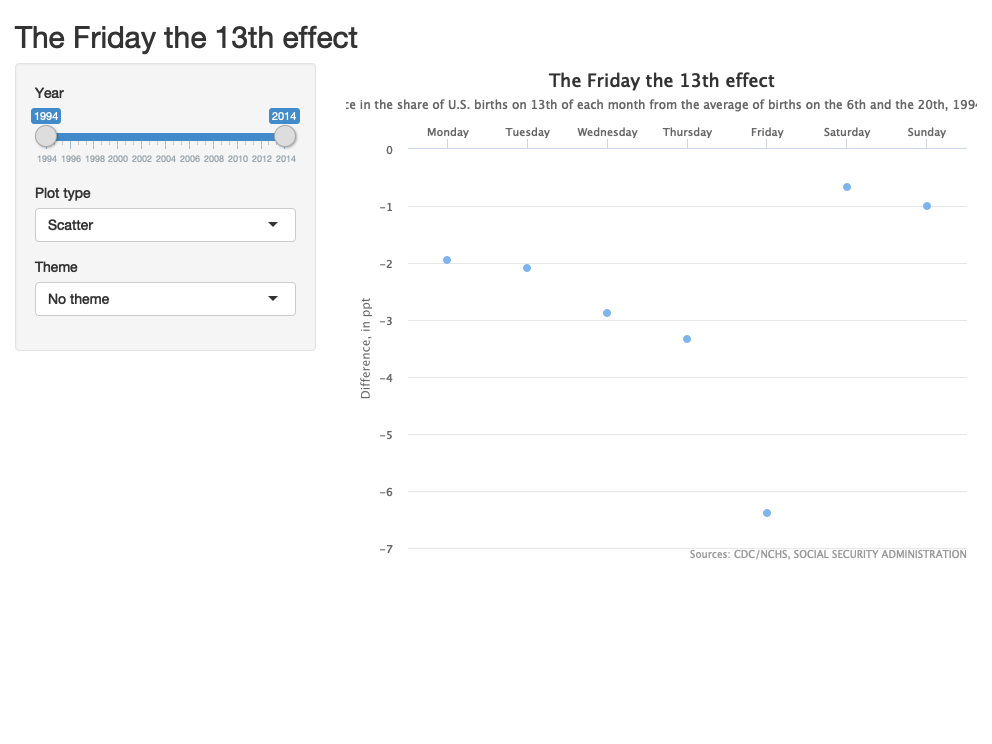 The Friday the 13th effect
Year
1994
2014
1994 1996 1998 2000 2002 2004 2006 2008 2010 2012 2014
Plot type
Scatter
Theme
No theme
The Friday the 13th effect
in the share of U.S. births on 13th of each month from the average of births on the 6th and the 20th,
Monday Tuesday Wednesday Thursday Friday Saturday Sunday
0
-1
-2
-3
-4
-5
-6
-7
Difference, in ppt
Sources: CDC/NCHS, SOCIAL SECURITY ADMINISTRATION